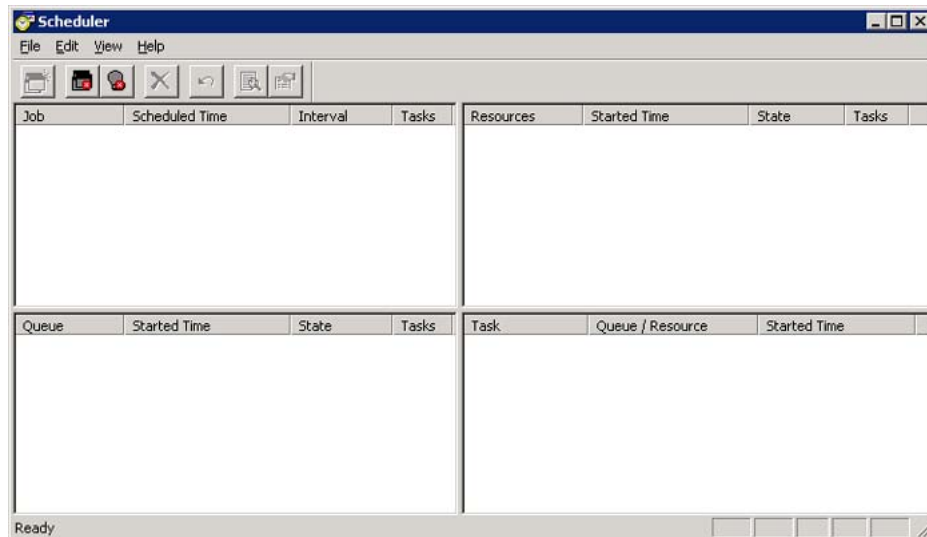 Scheduler
File Edit View Help
Job Scheduled Time Interval Tasks
Resources Started Time State Tasks
Queue Started Time State Tasks
Task Queue / Resource Started Time
Ready